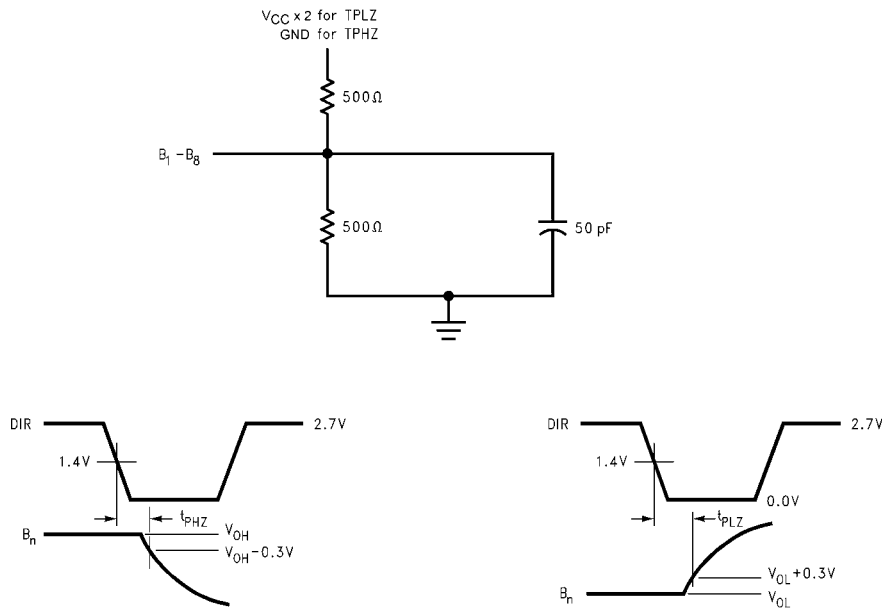 VCC x 2 for TPLZ
GND for TPHZ
500Ω
B1 – B8
500Ω
50 pF
DIR
2.7V
1.4V
tPHZ
Bn
VOH
VOH–0.3V
DIR
2.7V
1.4V
0.0V
tPLZ
VOL+0.3V
Bn
VOL